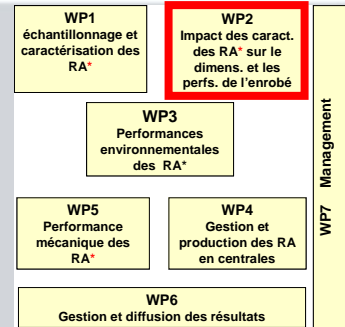 WP1
échantillonnage et
caractérisation des
RA*
WP2
Impact des caract.
des RA* sur le
dimens. et les
perfs. de l'enrobé
WP3
Performances
environnementales
des RA*
WP5
Performance
mécanique des
RA*
WP4
Gestion et
production des RA
en centrales
WP6
Gestion et diffusion des résultats
WP7 Management